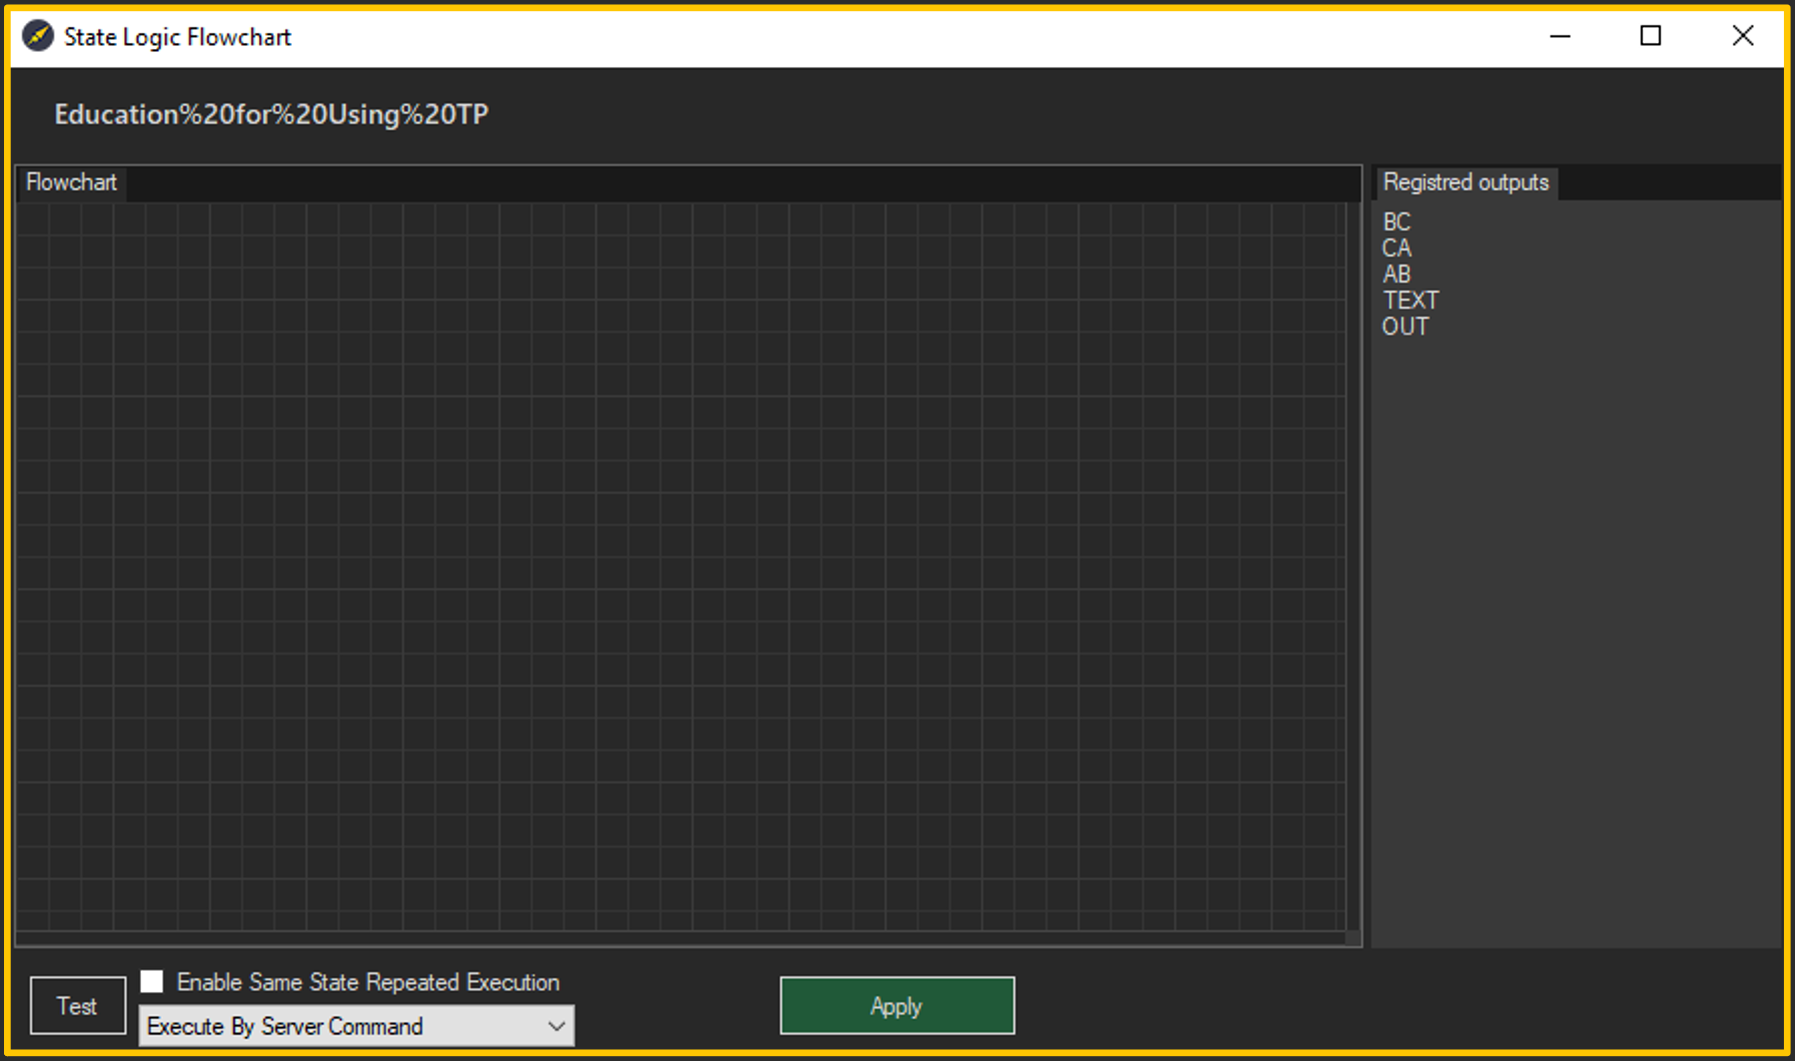 State Logic Flowchart
Education%20for%20Using%20TP
Flowchart
Registred outputs
BC
CA
AB
TEXT
OUT
Test
Enable Same State Repeated Execution
Execute By Server Command
Apply